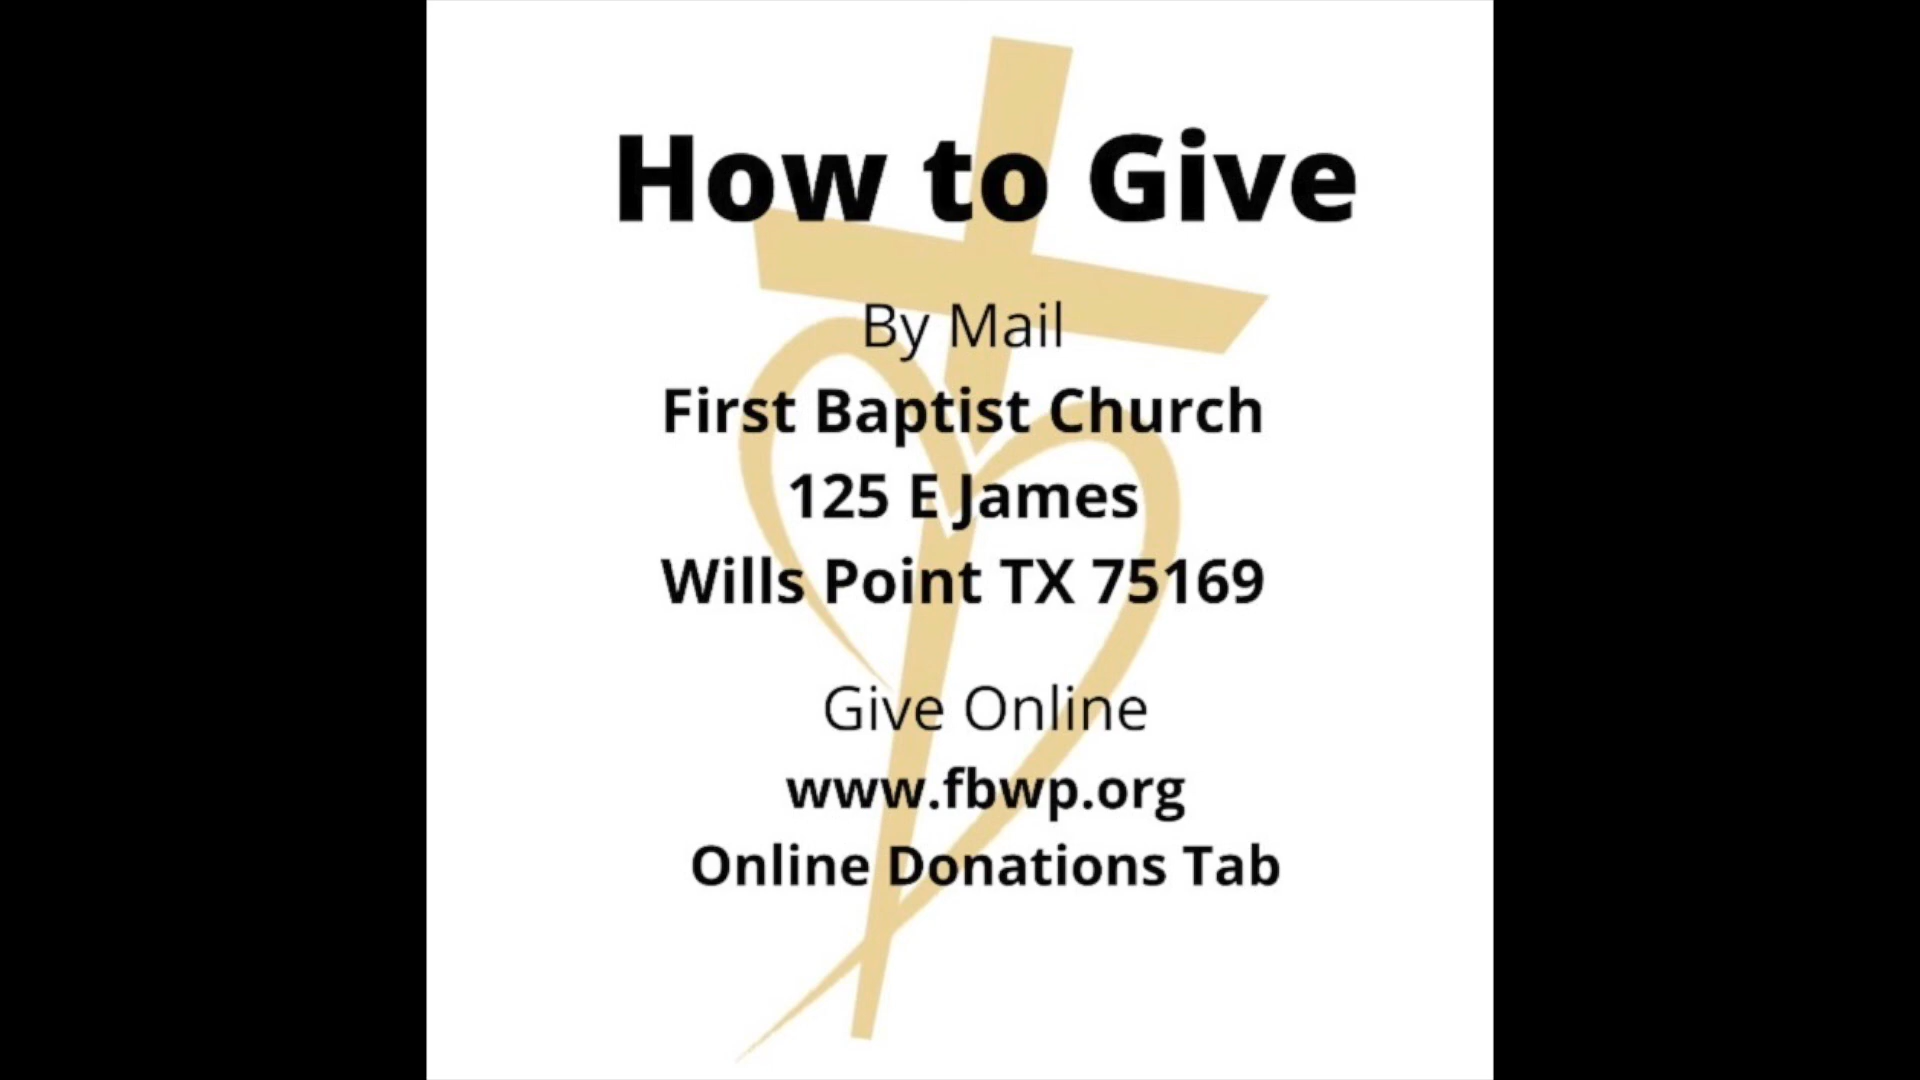 How to Give
By Mail
First Baptist Church
125 E James
Wills Point TX 75169
Give Online
www.fbwp.org
Online Donations Tab